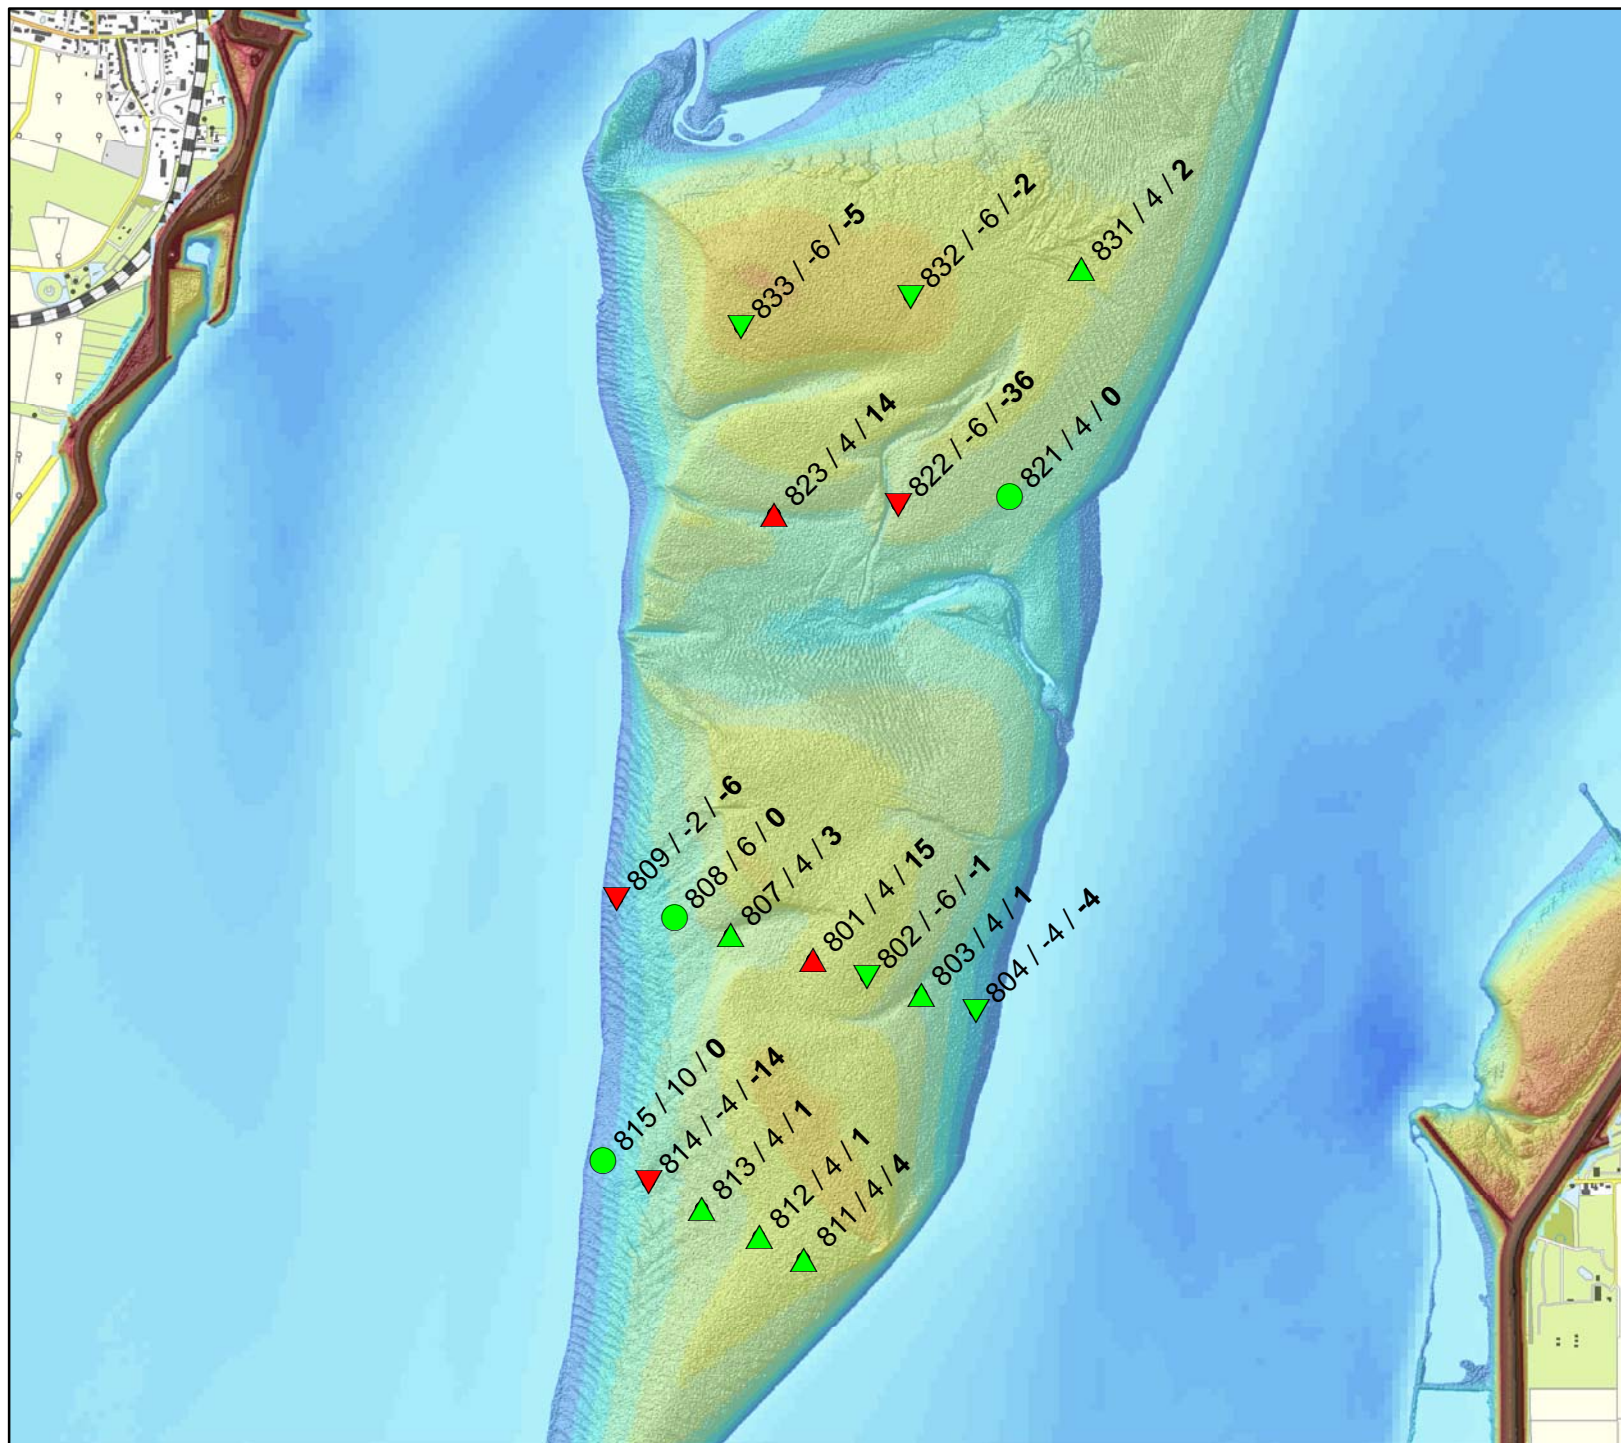 831 / 4 / 2
832 / -6 / -2
833 / -6 / -5
823 / 4 / 14
822 / -6 / -36
821 / 4 / 0
809 / -2 / -6
808 / 6 / 0
807 / 4 / 3
801 / 4 / 15
802 / -6 / -1
803 / 4 / 1
804 / -4 / -4
815 / 10 / 0
814 / -4 / -14
813 / 4 / 1
812 / 4 / 1
811 / 4 / 4